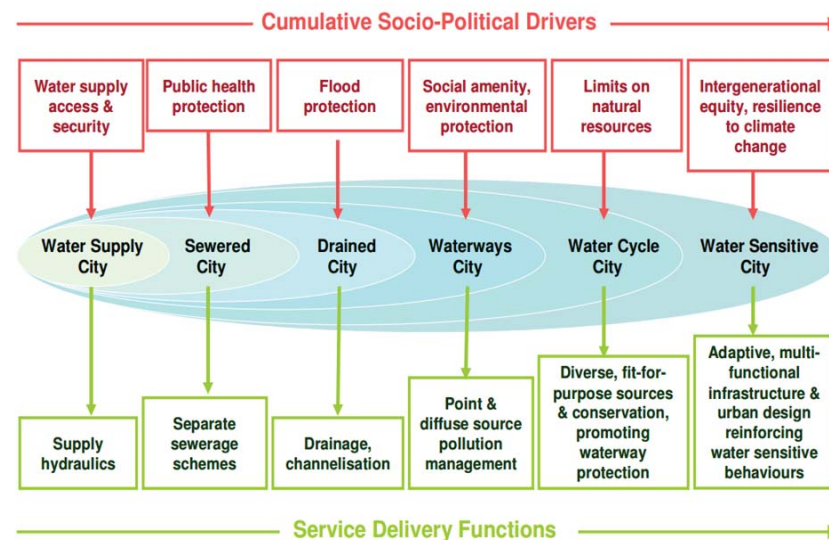 Cumulative Socio-Political Drivers
Water supply
access &
security
Public health
protection
Flood
protection
Social amenity,
environmental
protection
Limits on
natural
resources
Intergenerational
equity, resilience
to climate
change
Water Supply
City
Sewered
City
Drained
City
Waterways
City
Water Cycle
City
Water Sensitive
City
Supply
hydraulics
Separate
sewerage
schemes
Drainage,
channelisation
Point &
diffuse source
pollution
management
Diverse, fit-for-
purpose sources
& conservation,
promoting
waterway
protection
Adaptive, multi-
functional
infrastructure &
urban design
reinforcing
water sensitive
behaviours
Service Delivery Functions